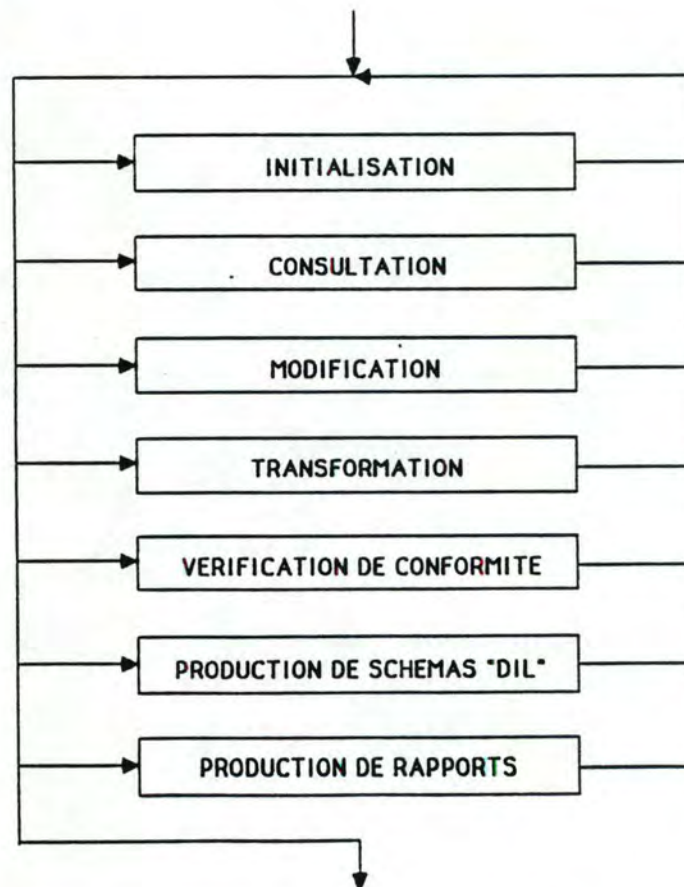 INITIALISATION
CONSULTATION
MODIFICATION
TRANSFORMATION
VERIFICATION DE CONFORMITE
PRODUCTION DE SCHEMAS "DIL"
PRODUCTION DE RAPPORTS